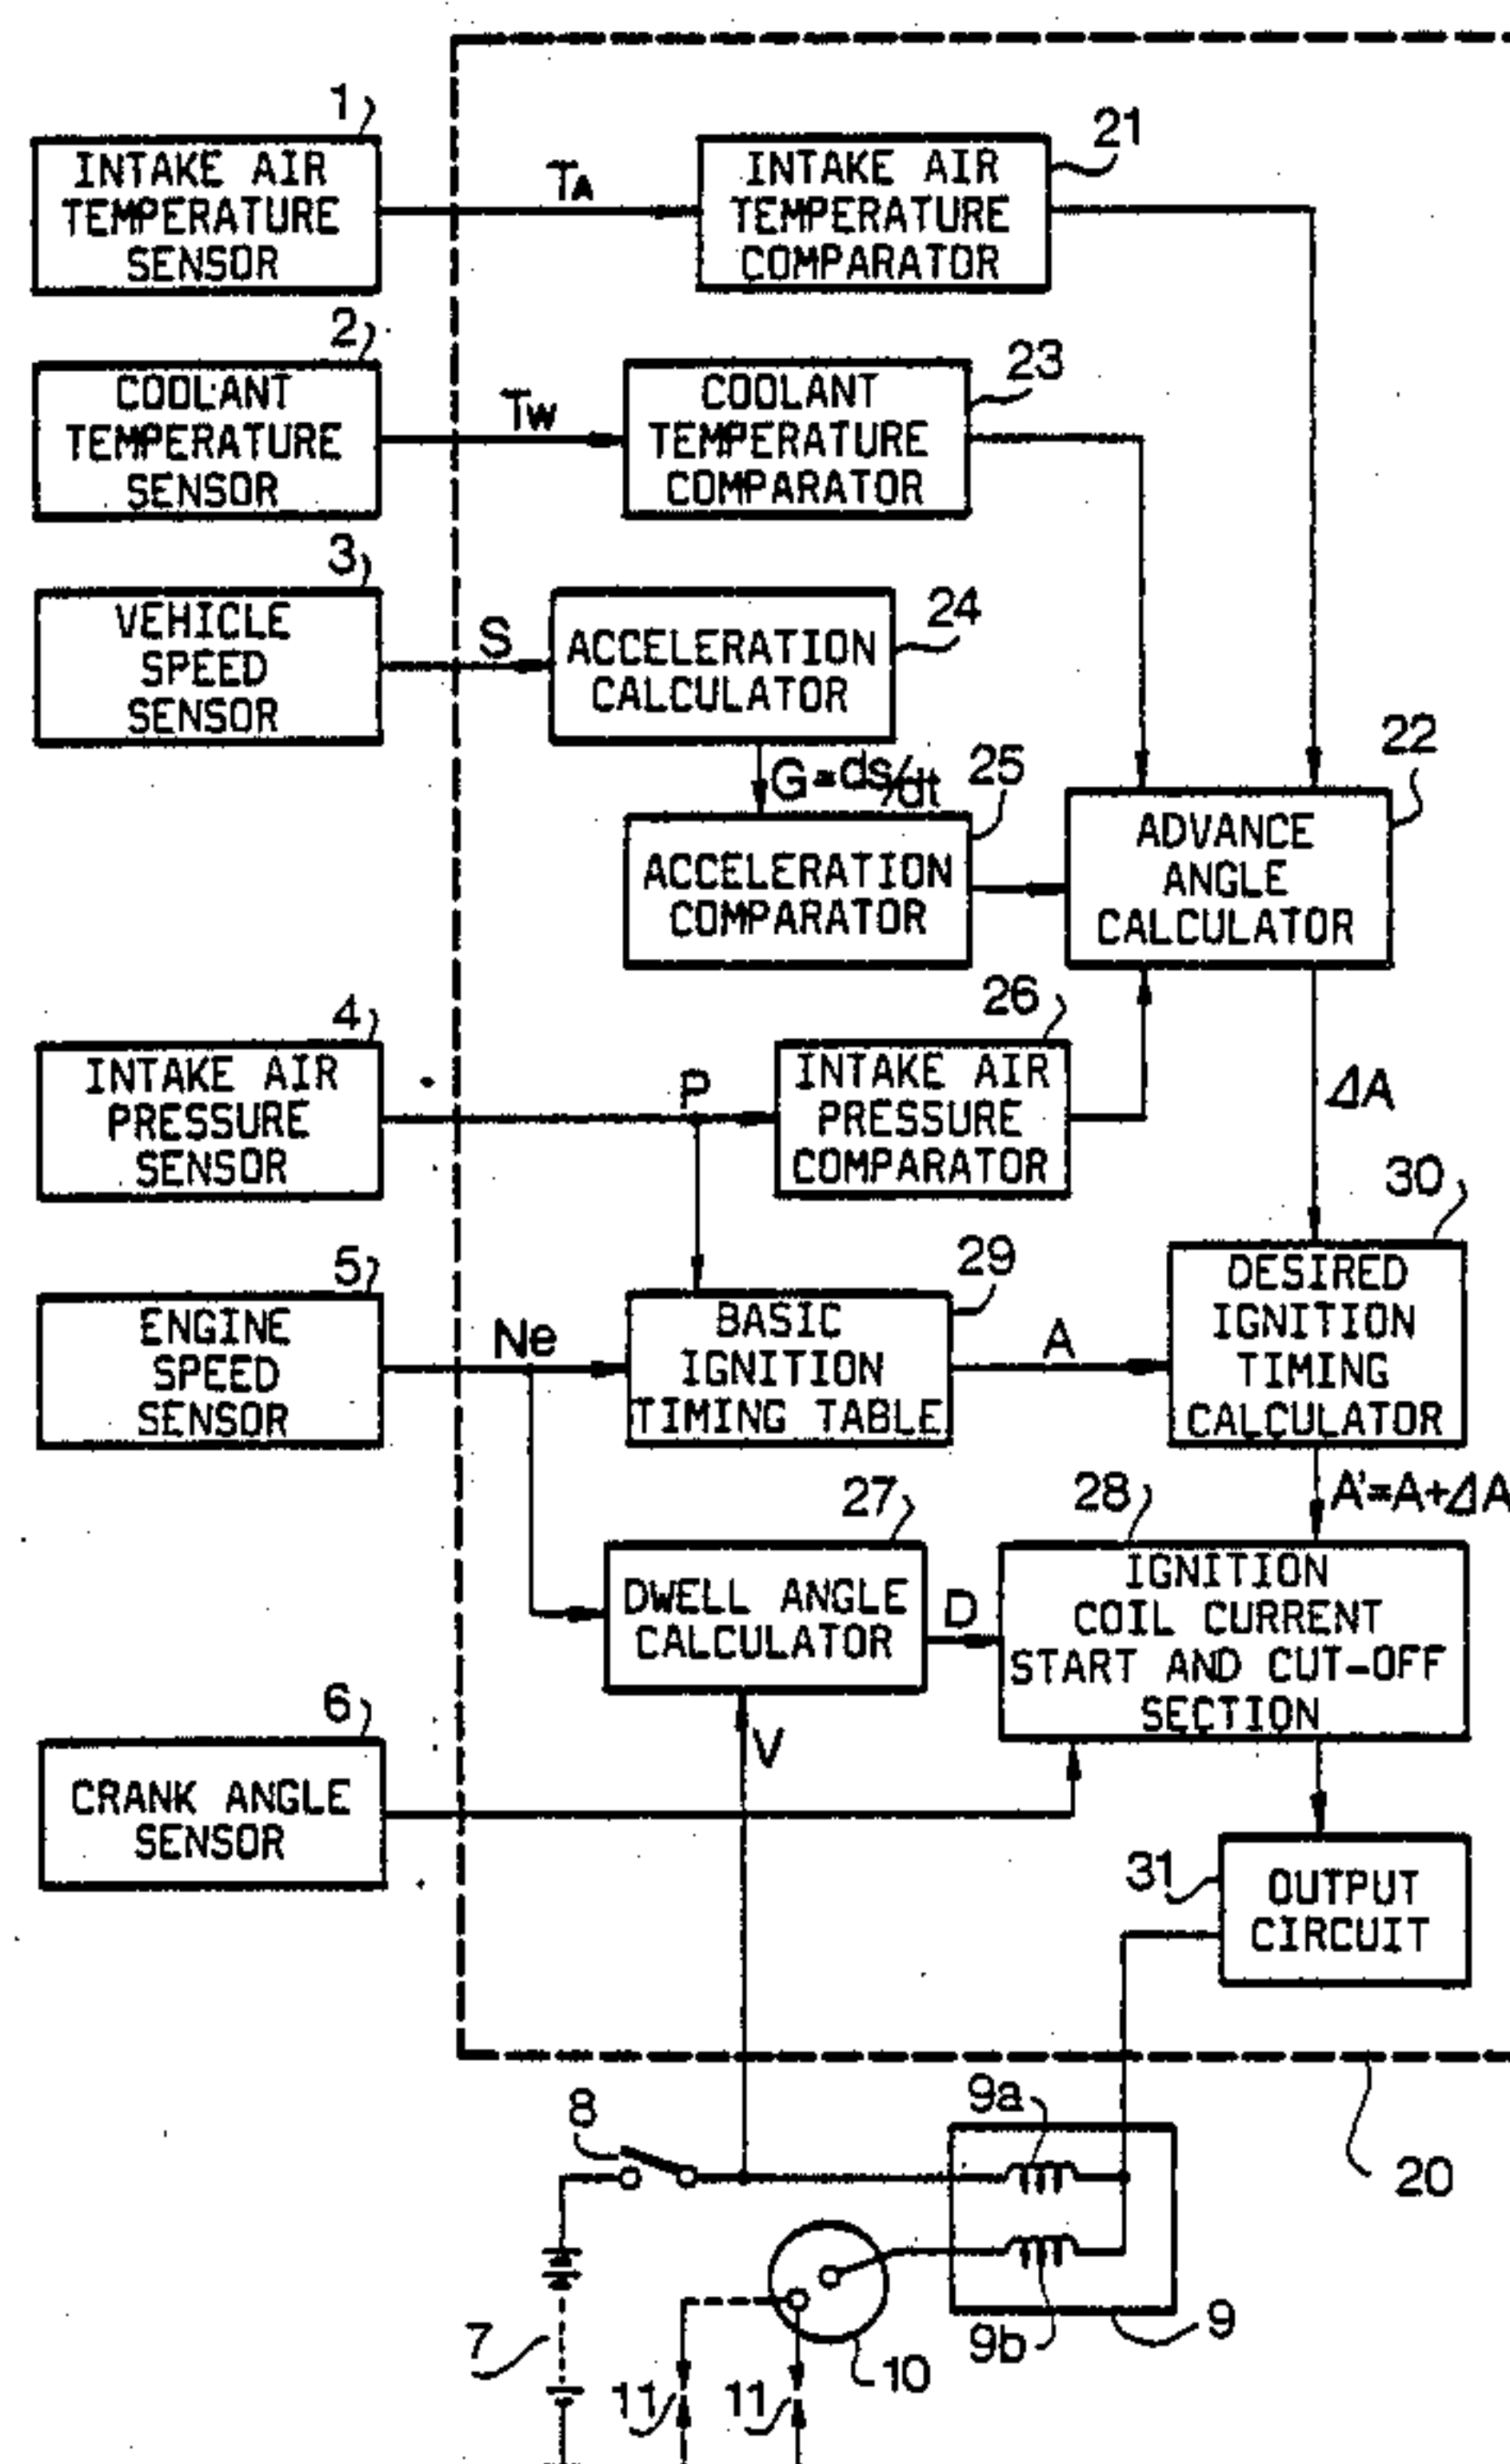 1
INTAKE AIR
TEMPERATURE
SENSOR
TA
21
INTAKE AIR
TEMPERATURE
COMPARATOR
2
COOLANT
TEMPERATURE
SENSOR
TW
23
COOLANT
TEMPERATURE
COMPARATOR
3
VEHICLE
SPEED
SENSOR
S
24
ACCELERATION
CALCULATOR
G=ds/dt
25
ACCELERATION
COMPARATOR
22
ADVANCE
ANGLE
CALCULATOR
4
INTAKE AIR
PRESSURE
SENSOR
P
26
INTAKE AIR
PRESSURE
COMPARATOR
ΔA
5
ENGINE
SPEED
SENSOR
Ne
29
BASIC
IGNITION
TIMING TABLE
A
30
DESIRED
IGNITION
TIMING
CALCULATOR
A'=A+ΔA
27
DWELL ANGLE
CALCULATOR
D
28
IGNITION
COIL CURRENT
START AND CUT-OFF
SECTION
6
CRANK ANGLE
SENSOR
V
31
OUTPUT
CIRCUIT
8
9a
20
7
11
11
10
9b
9